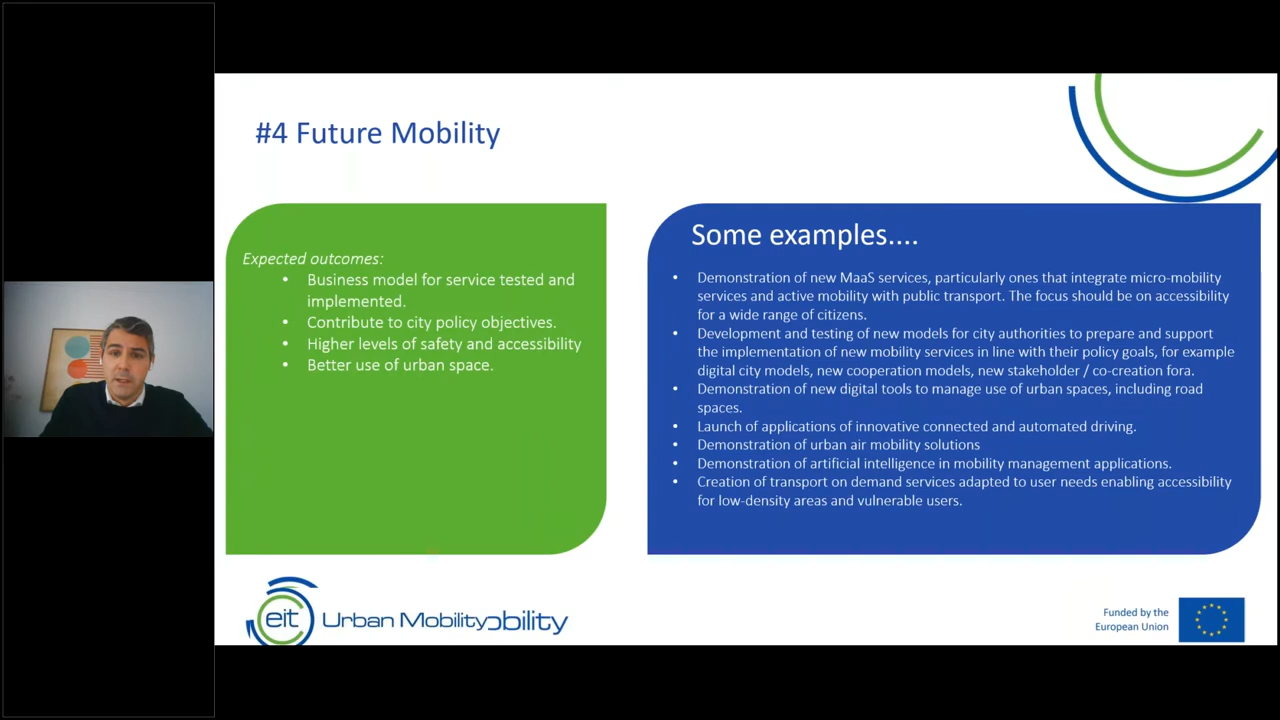 #4 Future Mobility
Expected outcomes:
• Business model for service tested and
implemented.
• Contribute to city policy objectives.
• Higher levels of safety and accessibility
• Better use of urban space.
Some examples....
• Demonstration of new MaaS services, particularly ones that integrate micro-mobility
services and active mobility with public transport. The focus should be on accessibility
for a wide range of citizens.
• Development and testing of new models for city authorities to prepare and support
the implementation of new mobility services in line with their policy goals, for example
digital city models, new cooperation models, new stakeholder / co-creation fora.
• Demonstration of new digital tools to manage use of urban spaces, including road
spaces.
• Launch of applications of innovative connected and automated driving.
• Demonstration of urban air mobility solutions
• Demonstration of artificial intelligence in mobility management applications.
• Creation of transport on demand services adapted to user needs enabling accessibility
for low-density areas and vulnerable users.
eit Urban Mobility
Funded by the
European Union